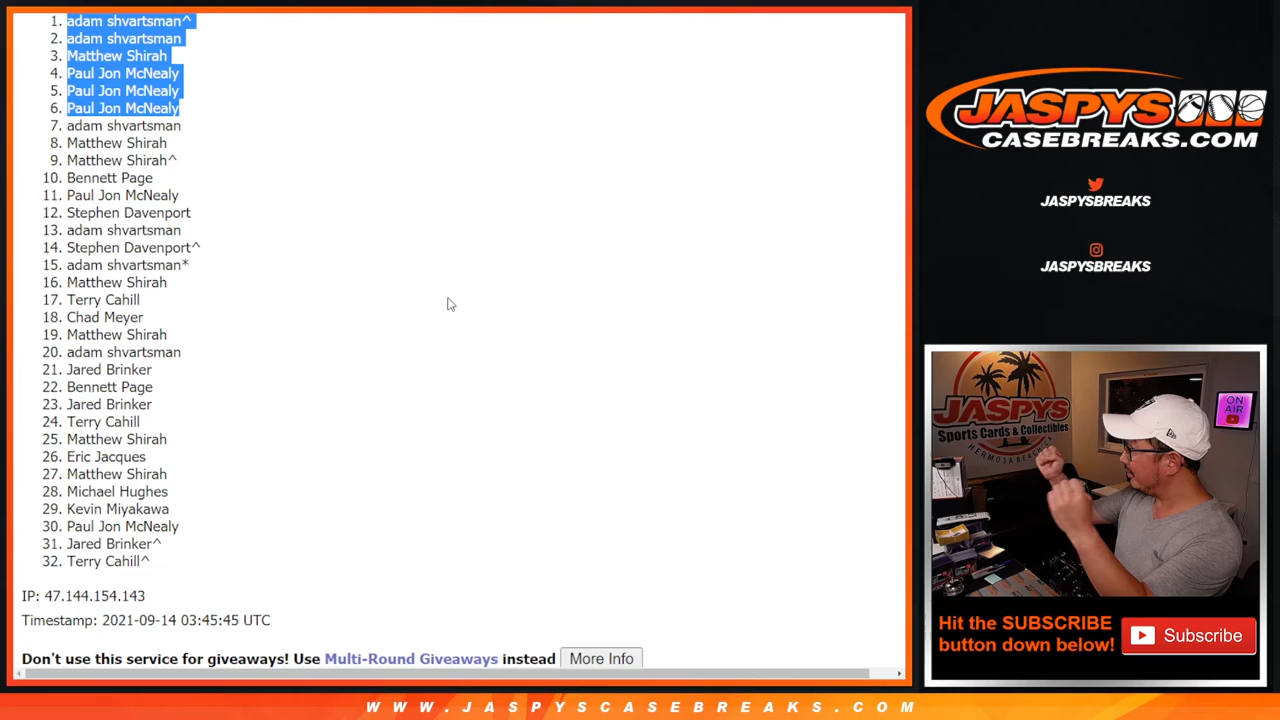 1. adam shvartsman^
2. adam shvartsman
3. Matthew Shirah
4. Paul Jon McNealy
5. Paul Jon McNealy
6. Paul Jon McNealy
7. adam shvartsman
8. Matthew Shirah
9. Matthew Shirah^
10. Bennett Page
11. Paul Jon McNealy
12. Stephen Davenport
13. adam shvartsman
14. Stephen Davenport^
15. adam shvartsman*
16. Matthew Shirah
17. Terry Cahill
18. Chad Meyer
19. Matthew Shirah
20. adam shvartsman
21. Jared Brinker
22. Bennett Page
23. Jared Brinker
24. Terry Cahill
25. Matthew Shirah
26. Eric Jacques
27. Matthew Shirah
28. Michael Hughes
29. Kevin Miyakawa
30. Paul Jon McNealy
31. Jared Brinker^
32. Terry Cahill^
IP: 47.144.154.143
Timestamp: 2021-09-14 03:45:45 UTC
Don't use this service for giveaways! Use Multi-Round Giveaways instead More Info
JASPYS
CASEBREAKS.COM
JASPYSBREAKS
JASPYSBREAKS
JASPYS
Sports Cards & Collectibles
HERMOSA BEACH, CA
ON
AIR
Hit the SUBSCRIBE
button down below!
Subscribe
WWW.JASPYSCASEBREAKS.COM